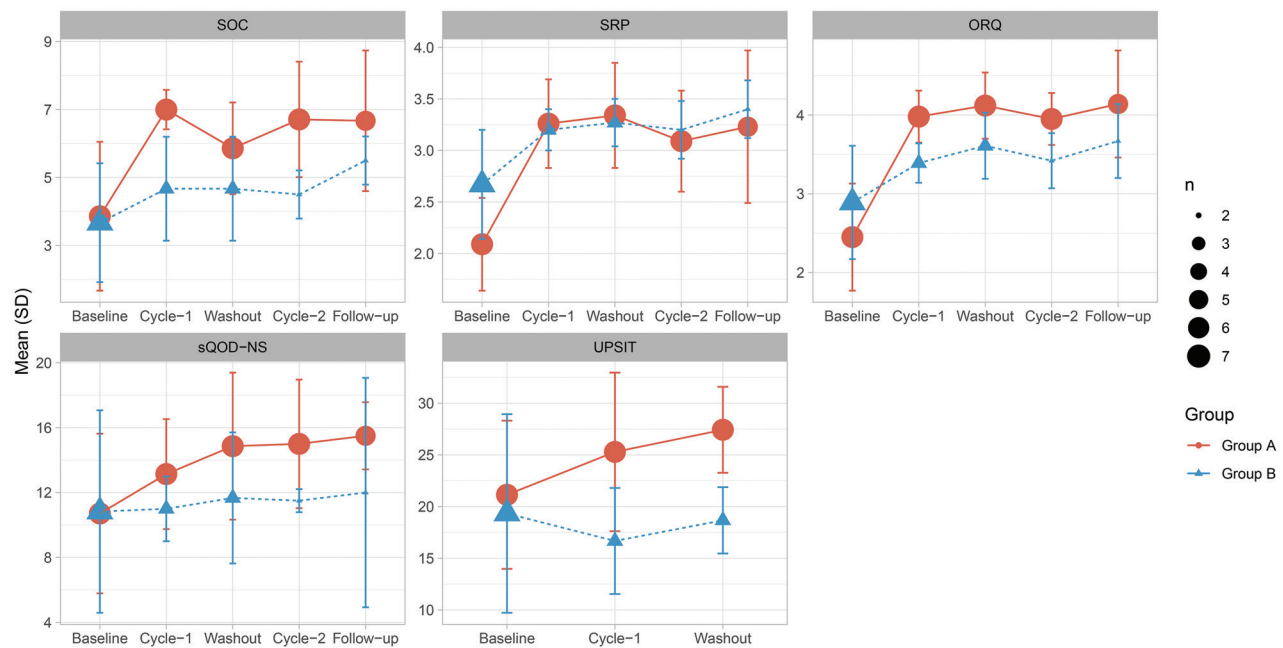 SOC
SRP
ORQ
9
7
5
3
4.0
3.5
3.0
2.5
2.0
4
3
2
Baseline Cycle−1 Washout Cycle−2 Follow−up
Baseline Cycle−1 Washout Cycle−2 Follow−up
Baseline Cycle−1 Washout Cycle−2 Follow−up
Mean (SD)
sQOD−NS
UPSIT
20
16
12
8
4
30
25
20
15
10
Baseline Cycle−1 Washout Cycle−2 Follow−up
Baseline Cycle−1 Washout
n
2
3
4
5
6
7
Group
Group A
Group B